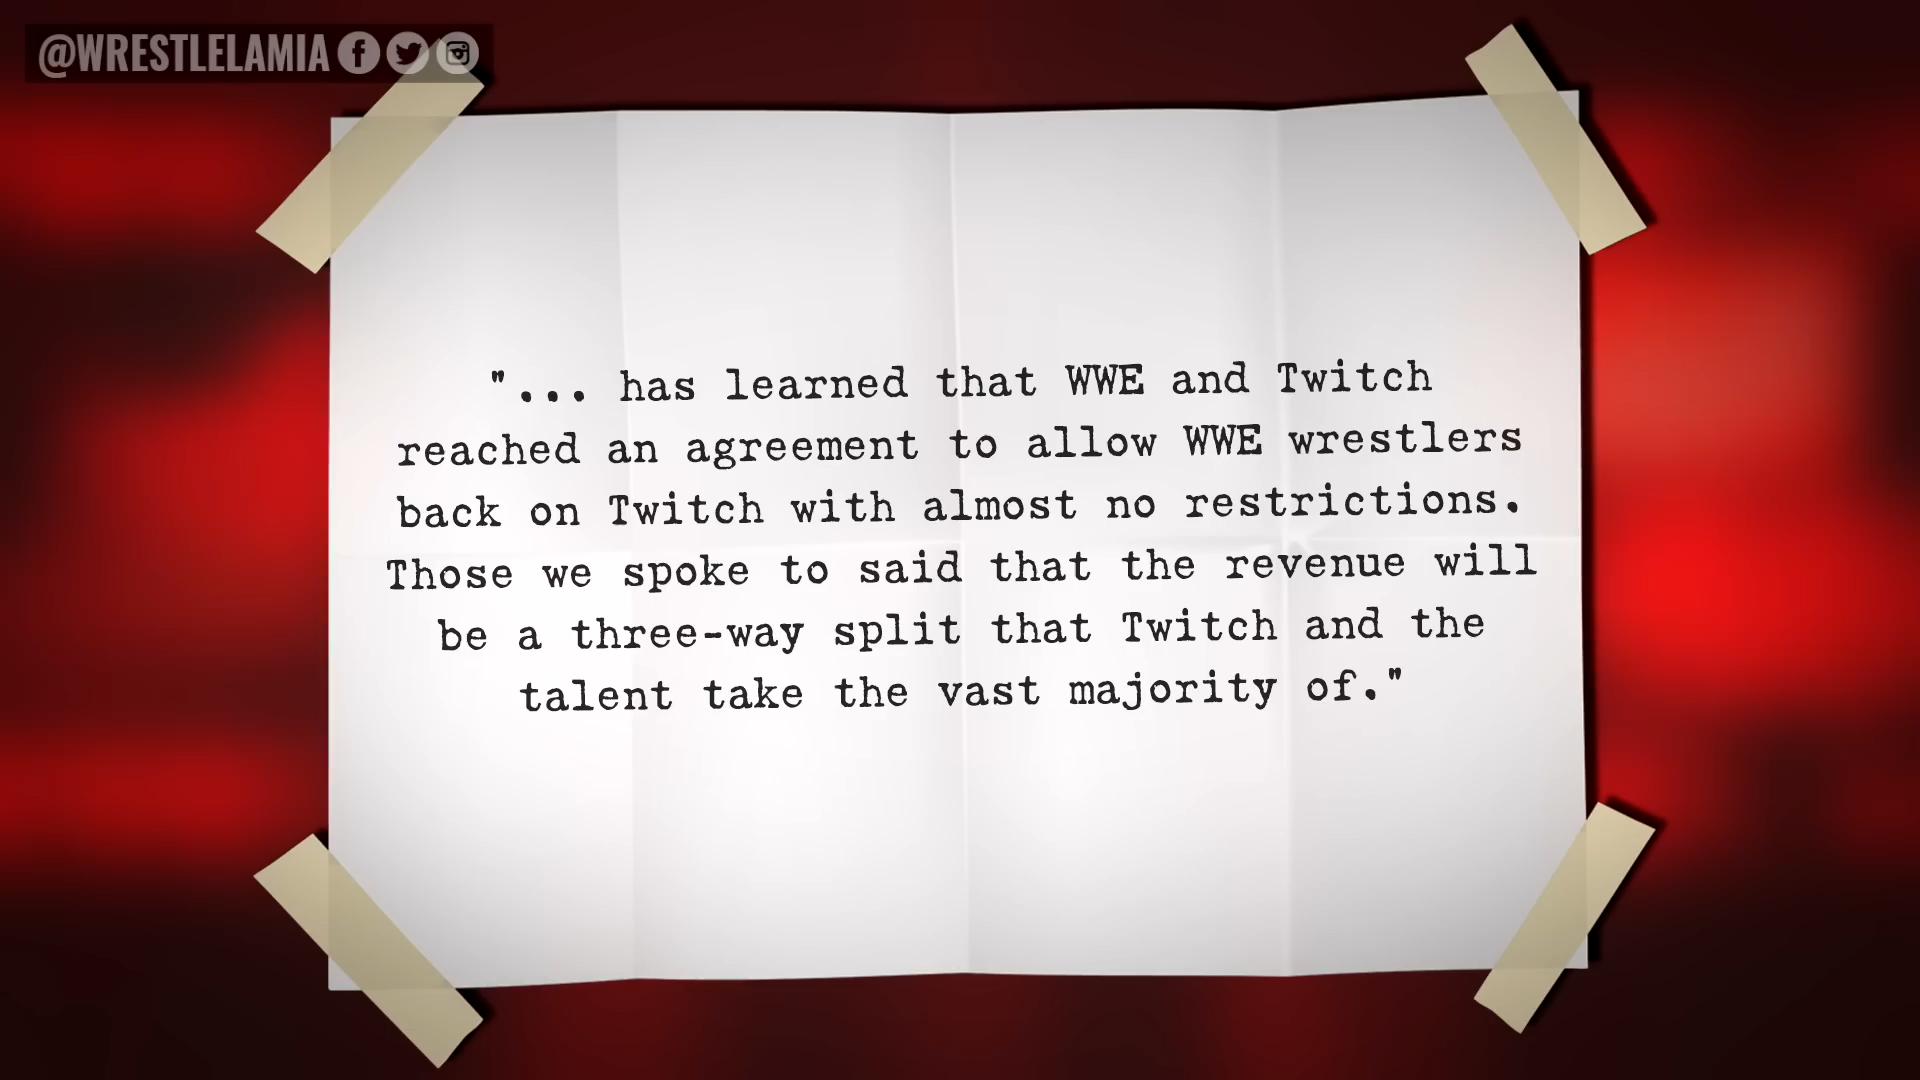 @WRESTLELAMIA
"... has learned that WWE and Twitch
reached an agreement to allow WWE wrestlers
back on Twitch with almost no restrictions.
Those we spoke to said that the revenue will
be a three-way split that Twitch and the
talent take the vast majority of."